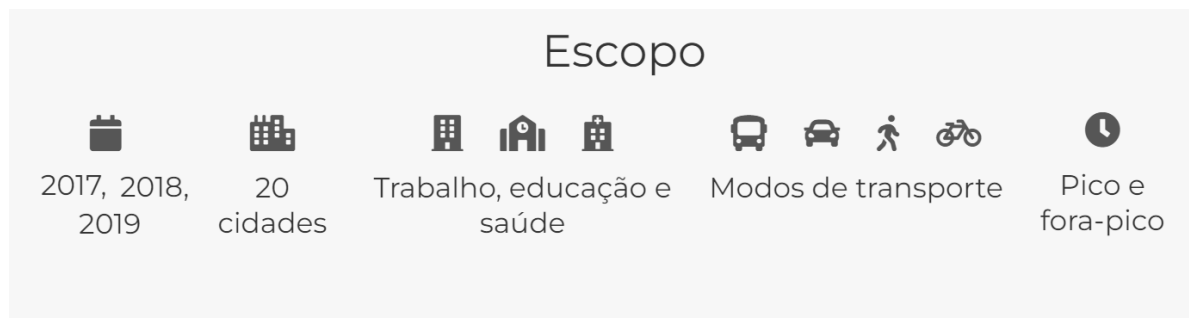 Escopo
2017, 2018,
2019
20
cidades
Trabalho, educação e
saúde
Modos de transporte
Pico e
fora-pico